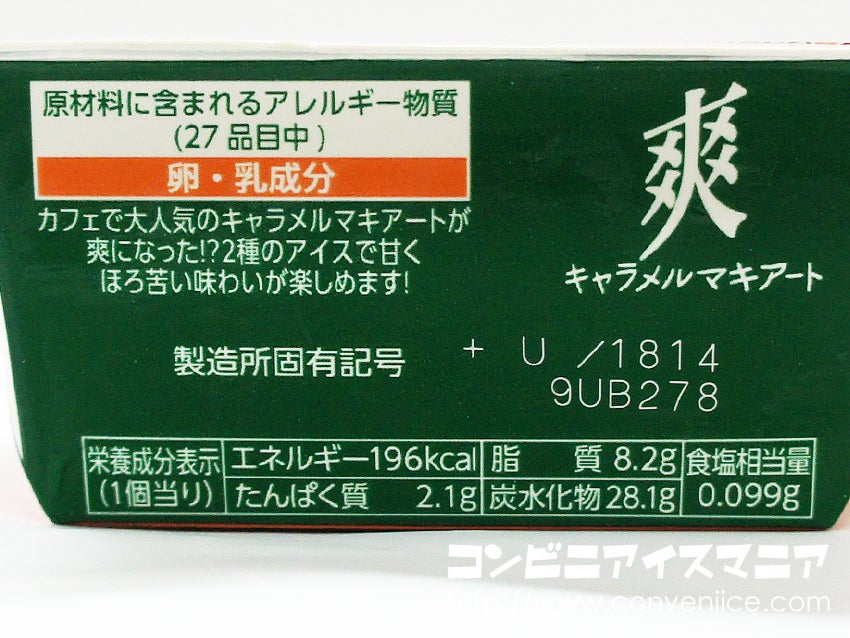 原材料に含まれるアレルギー物質
(27品目中)
卵・乳成分
カフェで大人気のキャラメルマキアートが
爽になった!?2種のアイスで甘く
ほろ苦い味わいが楽しめます!
爽
キャラメルマキアート
製造所固有記号
+ U /1814
9UB278
栄養成分表示
(1個当り)
エネルギー196kcal
脂質 8.2g
食塩相当量
たんぱく質 2.1g
炭水化物28.1g
0.099g
コンビニアイスマニア
http://www.conveniice.com